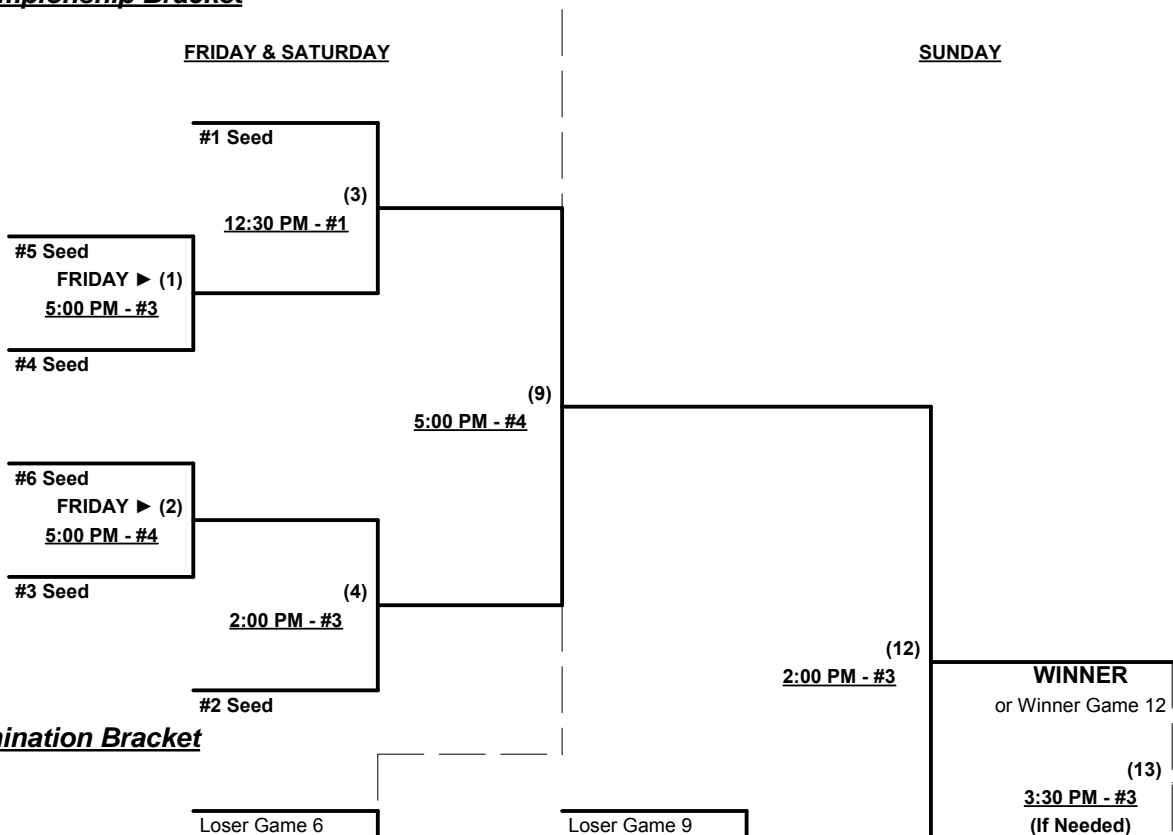 Bracket
FRIDAY & SATURDAY
SUNDAY
#1 Seed
(3)
12:30 PM - #1
#5 Seed
FRIDAY ► (1)
5:00 PM - #3
#4 Seed
(9)
5:00 PM - #4
#6 Seed
FRIDAY ► (2)
5:00 PM - #4
#3 Seed
(4)
2:00 PM - #3
(12)
2:00 PM - #3
WINNER
or Winner Game 12
#2 Seed
Bracket
(13)
3:30 PM - #3
(If Needed)
Loser Game 6
Loser Game 9